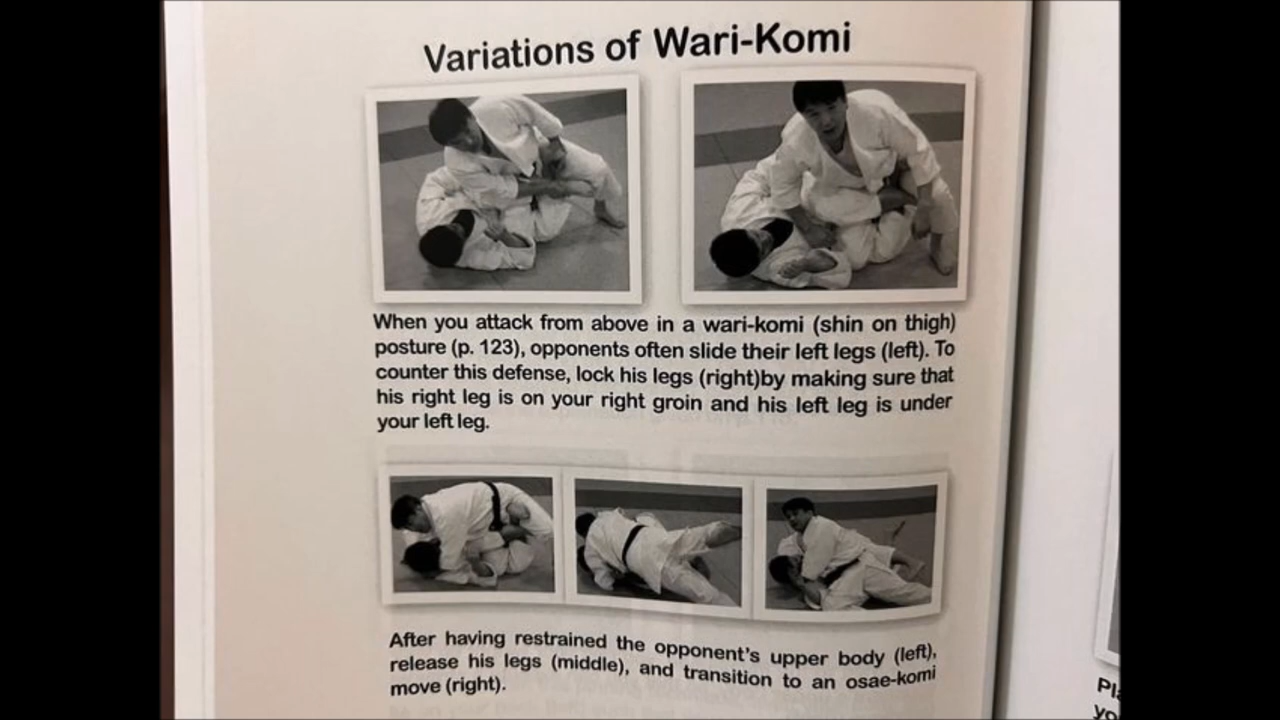 Variations of Wari-Komi
When you attack from above in a wari-komi (shin on thigh)
posture (p. 123), opponents often slide their left legs (left). To
counter this defense, lock his legs (right)by making sure that
his right leg is on your right groin and his left leg is under
your left leg.
After having restrained the opponent's upper body (left),
release his legs (middle), and transition to an osae-komi
move (right).